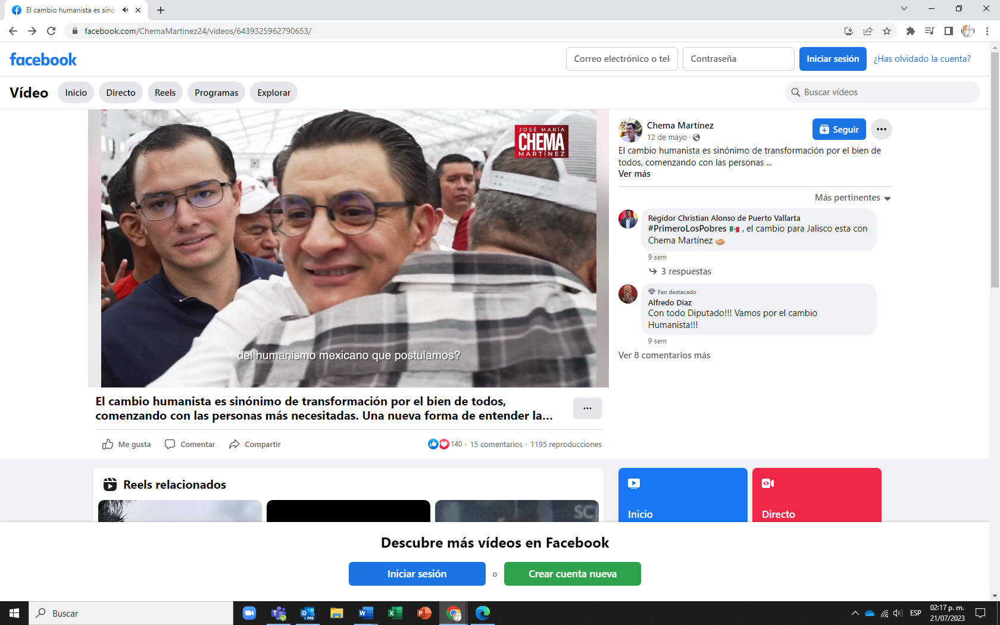 El cambio humanista es sinó
facebook.com/ChemaMartinez24/videos/6439325962790653/
facebook
Correo electrónico o tel
Contraseña
Iniciar sesión
¿Has olvidado la cuenta?
Vídeo
Inicio
Directo
Reels
Programas
Explorar
Buscar vídeos
JOSÉ MARÍA
CHEMA
MARTÍNEZ
del humanismo mexicano que postulamos?
Chema Martínez
12 de mayo ·
Seguir
El cambio humanista es sinónimo de transformación por el bien de
todos, comenzando con las personas ...
Ver más
Más pertinentes
Regidor Christian Alonso de Puerto Vallarta
#PrimeroLosPobres 🇲🇽 , el cambio para Jalisco esta con
Chema Martínez 🤝
9 sem
3 respuestas
Fan destacado
Alfredo Diaz
Con todo Diputado!!! Vamos por el cambio
Humanista!!!
9 sem
Ver 8 comentarios más
El cambio humanista es sinónimo de transformación por el bien de todos,
comenzando con las personas más necesitadas. Una nueva forma de entender la...
Me gusta
Comentar
Compartir
140 · 15 comentarios · 1195 reproducciones
Reels relacionados
SC
Inicio
Directo
Descubre más vídeos en Facebook
Iniciar sesión
o
Crear cuenta nueva
Buscar
PRE
ESP
02:17 p. m.
21/07/2023